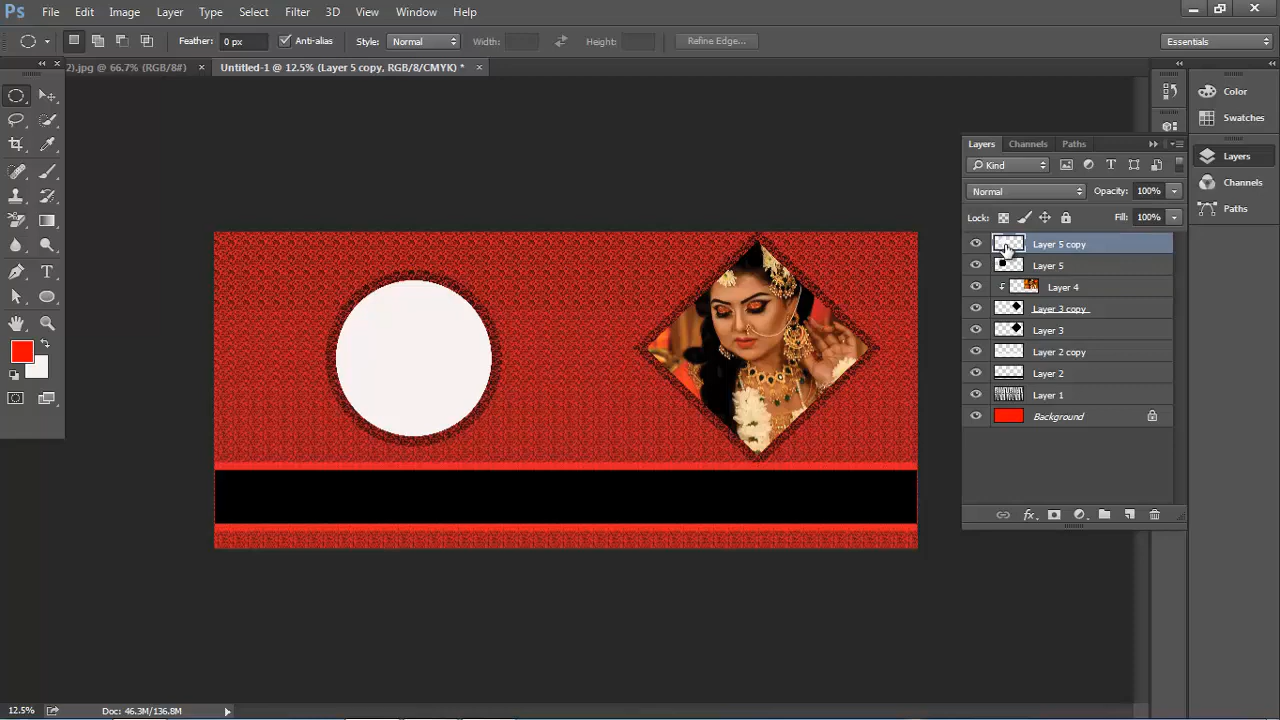 Ps File Edit Image Layer Type Select Filter 3D View Window Help
Feather: 0 px Anti-alias Style: Normal Width: Height: Refine Edge... Essentials
2).jpg @ 66.7% (RGB/8#) × Untitled-1 @ 12.5% (Layer 5 copy, RGB/8/CMYK) * ×
Color
Swatches
Layers
Channels
Paths
Layers Channels Paths
Kind
Normal Opacity: 100%
Lock: Fill: 100%
Layer 5 copy
Layer 5
Layer 4
Layer 3 copy
Layer 3
Layer 2 copy
Layer 2
Layer 1
Background
fx
12.5% Doc: 46.3M/136.8M